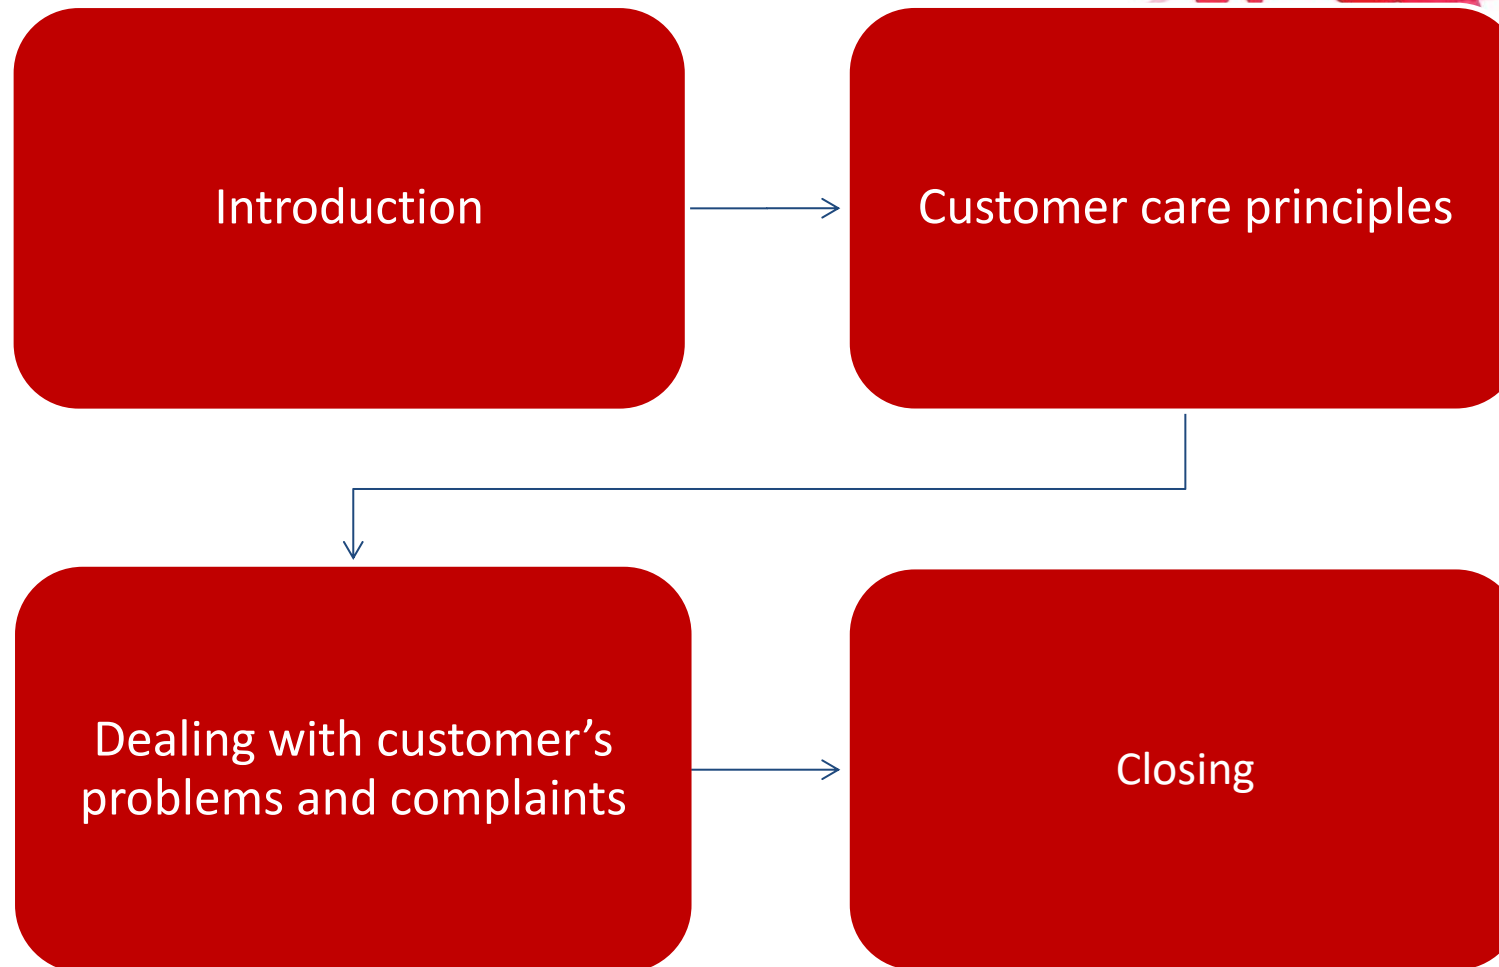 Introduction
Customer care principles
Dealing with customer’s
problems and complaints
Closing